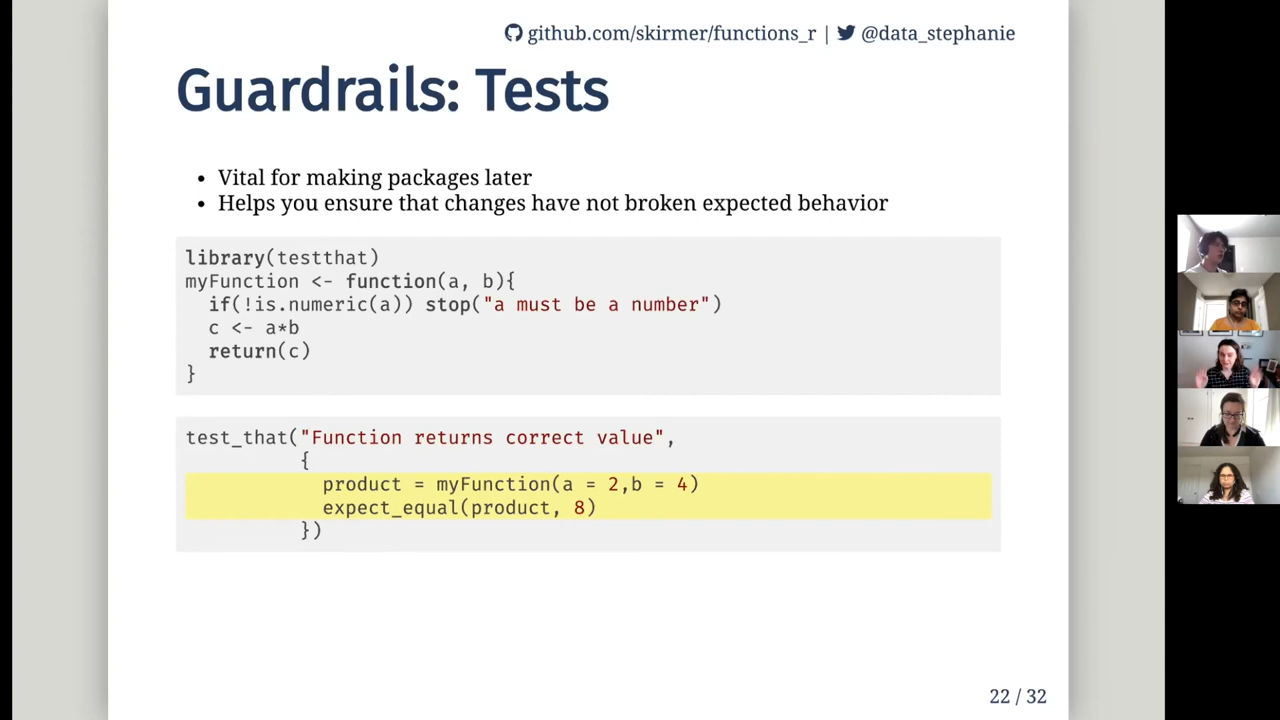 github.com/skirmer/functions_r | @data_stephanie
Guardrails: Tests
• Vital for making packages later
• Helps you ensure that changes have not broken expected behavior
library(testthat)
myFunction <- function(a, b){
  if(!is.numeric(a)) stop("a must be a number")
  c <- a*b
  return(c)
}
test_that("Function returns correct value",
          {
            product = myFunction(a = 2,b = 4)
            expect_equal(product, 8)
          })
22 / 32